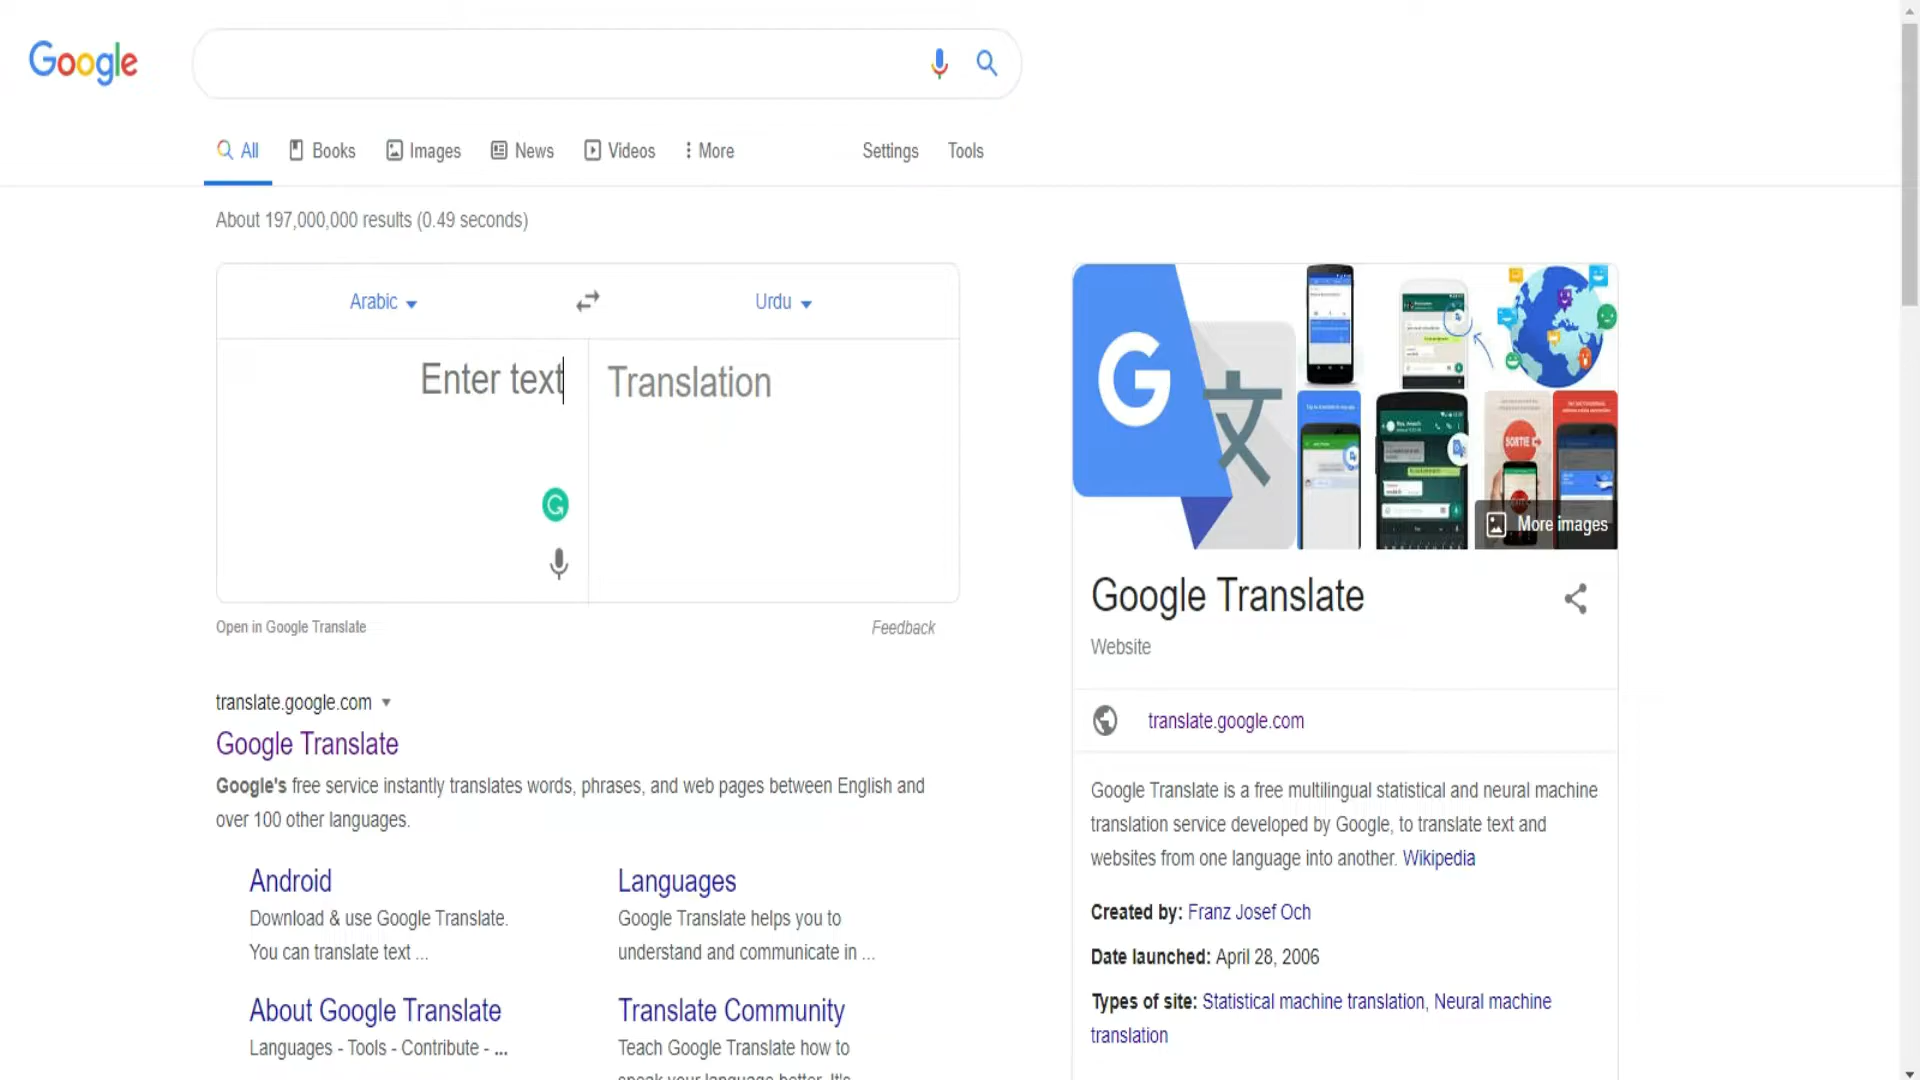 Google
All
Books
Images
News
Videos
More
Settings
Tools
About 197,000,000 results (0.49 seconds)
Arabic
Urdu
Enter text
Translation
Open in Google Translate
Feedback
translate.google.com
Google Translate
Google's free service instantly translates words, phrases, and web pages between English and
over 100 other languages.
Android
Download & use Google Translate.
You can translate text ...
Languages
Google Translate helps you to
understand and communicate in ...
About Google Translate
Languages - Tools - Contribute - ...
Translate Community
Teach Google Translate how to
speak your language better. It's
G
文
SORTIE
More images
Google Translate
Website
translate.google.com
Google Translate is a free multilingual statistical and neural machine
translation service developed by Google, to translate text and
websites from one language into another. Wikipedia
Created by: Franz Josef Och
Date launched: April 28, 2006
Types of site: Statistical machine translation, Neural machine
translation